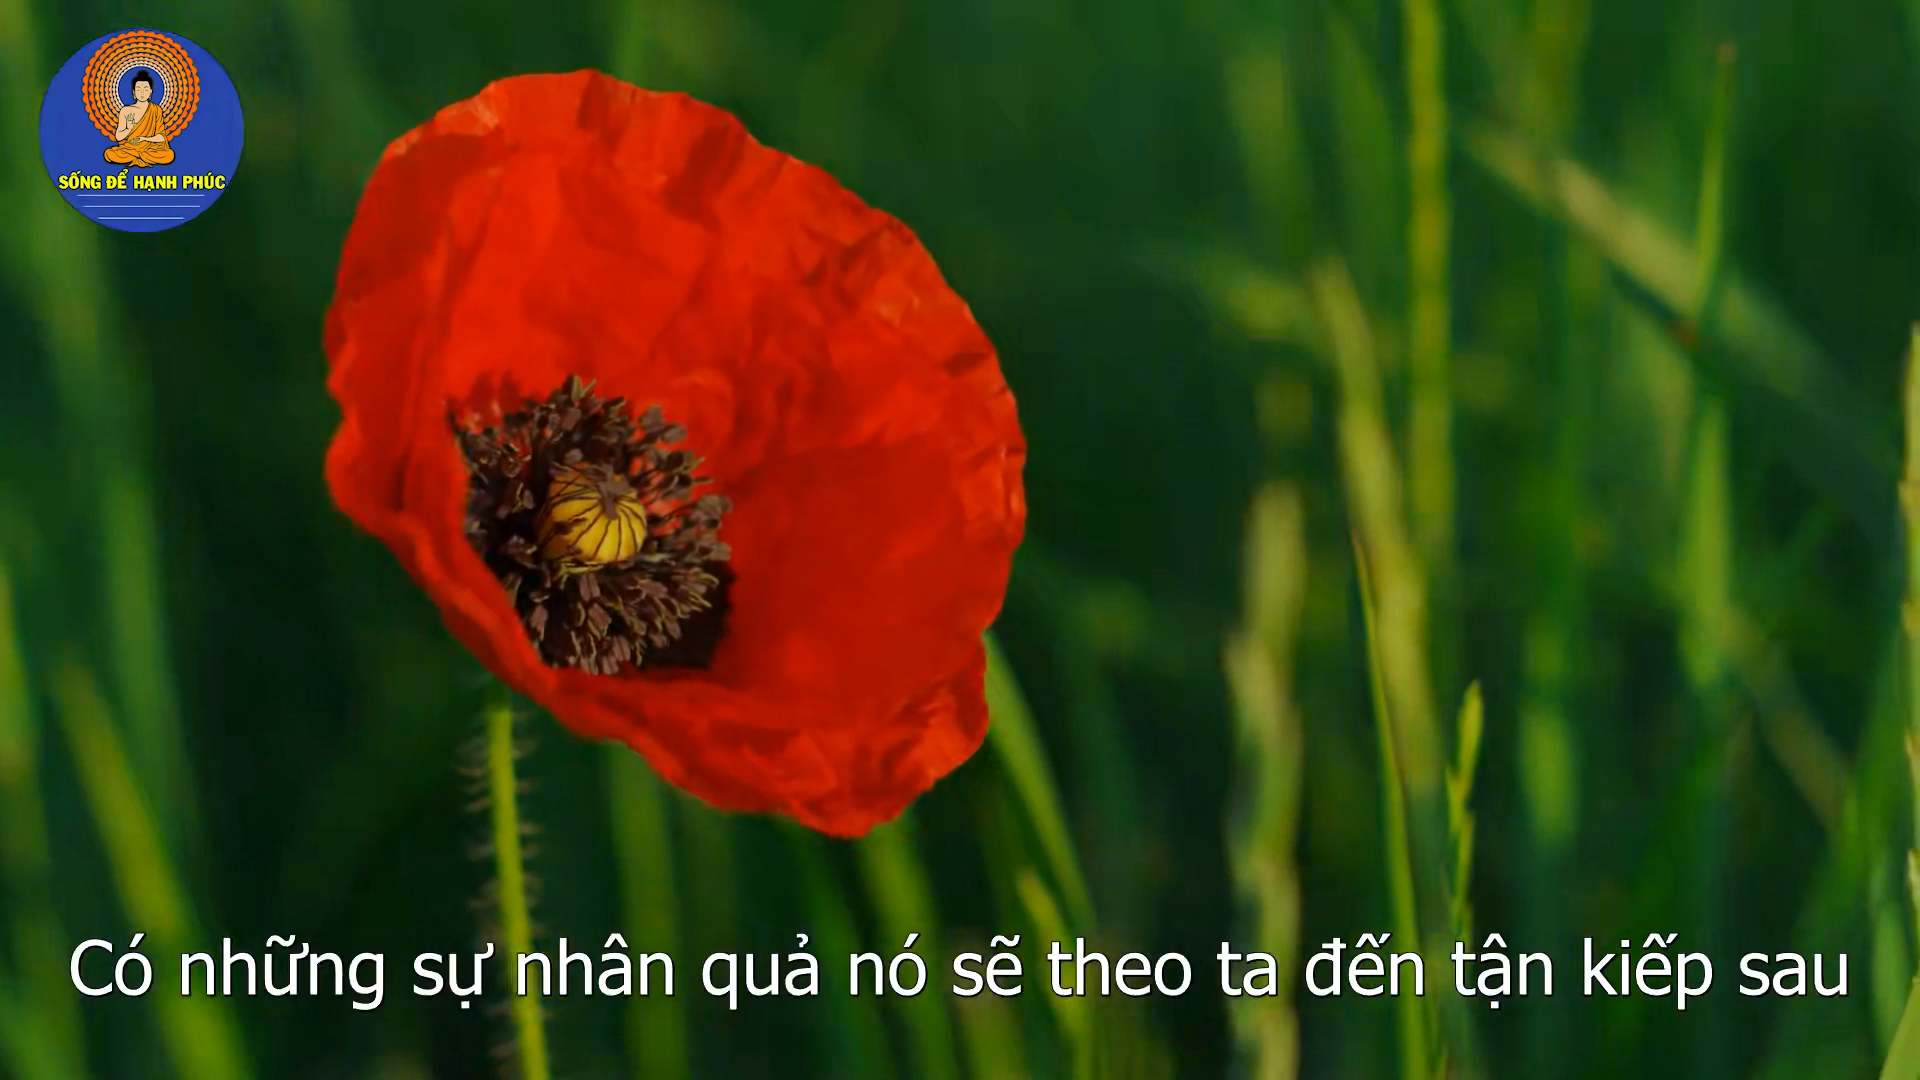 SỐNG ĐỂ HẠNH PHÚC
Có những sự nhân quả nó sẽ theo ta đến tận kiếp sau